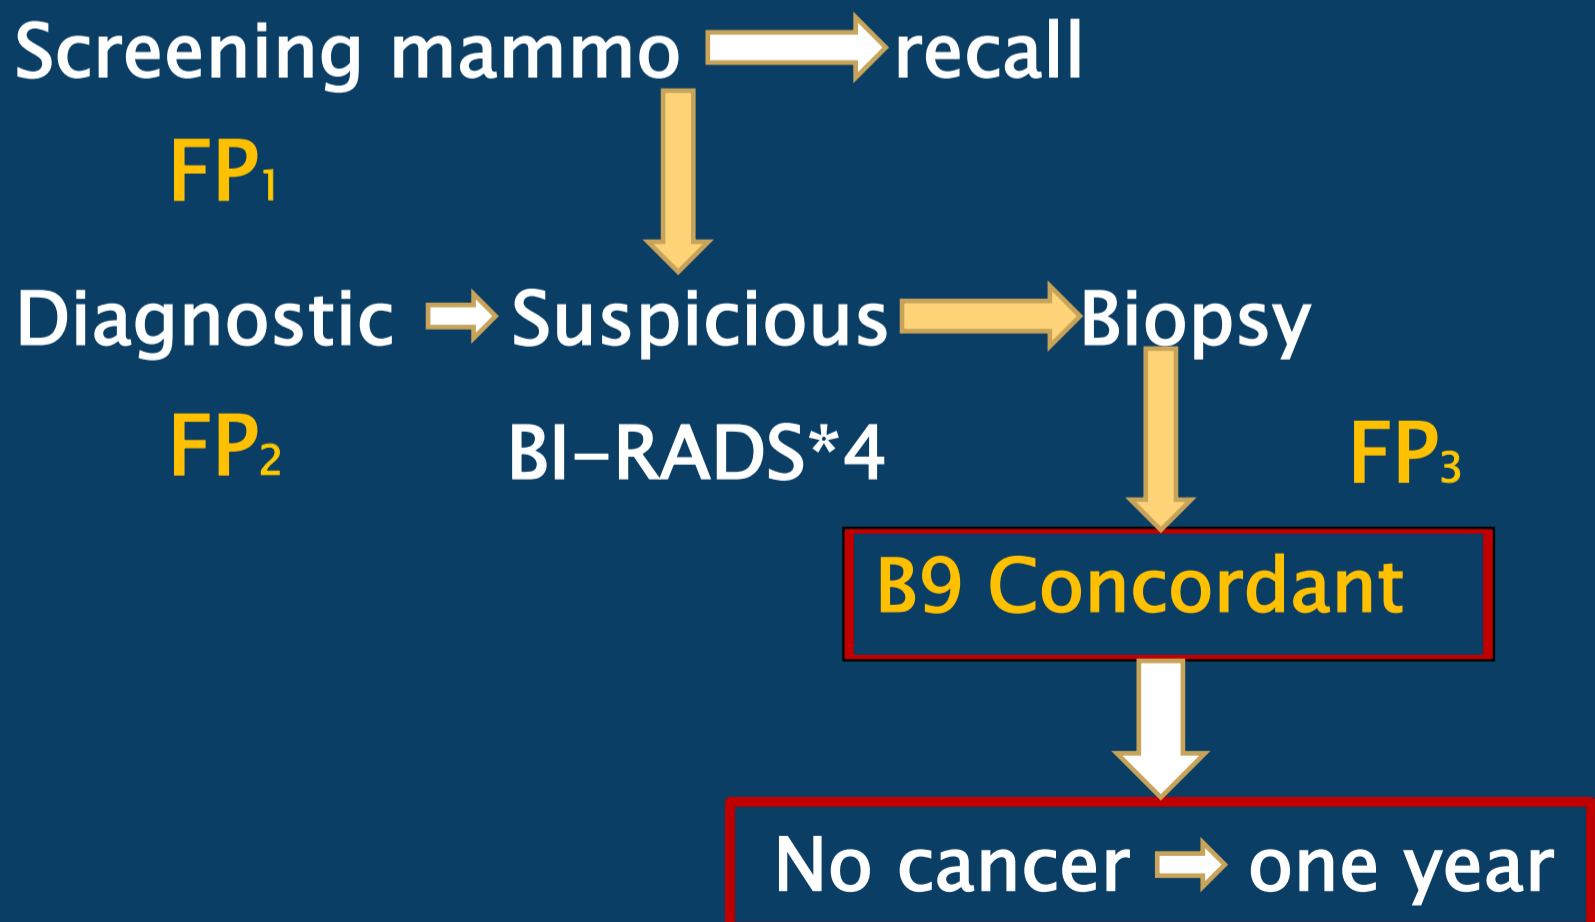 Screening mammo recall
FP₁
Diagnostic Suspicious Biopsy
FP₂ BI-RADS*4 FP₃
B9 Concordant
No cancer one year